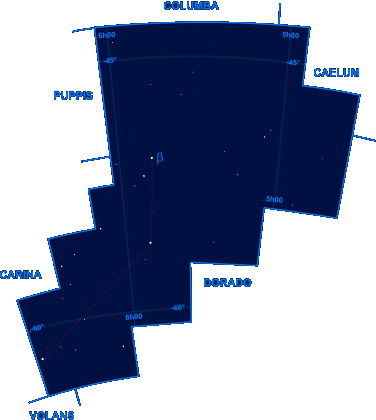 COLUMBA
6h00
5h00
-45°
-45°
CAELUM
PUPPIS
β
5h00
CARINA
DORADO
-60°
6h00
-60°
VOLANS